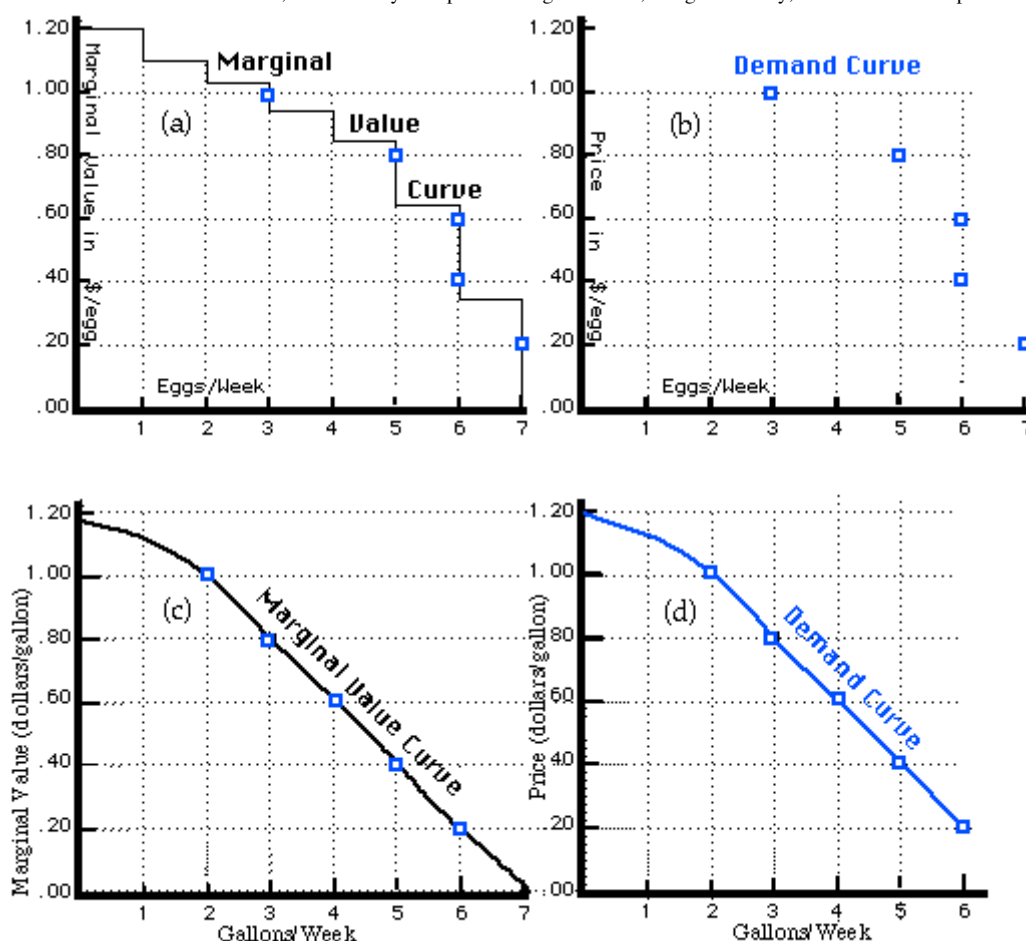 1.20
1.00
.80
.60
.40
.20
.00
Marginal Value in $/egg
Marginal
(a)
Value
Curve
Eggs/Week
1 2 3 4 5 6 7
Demand Curve
1.20
1.00
.80
.60
.40
.20
.00
Price in $/egg
(b)
Eggs/Week
1 2 3 4 5 6 7
1.20
1.00
.80
.60
.40
.20
.00
Marginal Value (dollars/gallon)
(c)
Marginal Value Curve
1 2 3 4 5 6 7
Gallons/Week
1.20
1.00
.80
.60
.40
.20
.00
Price (dollars/gallon)
(d)
Demand Curve
1 2 3 4 5 6
Gallons/Week